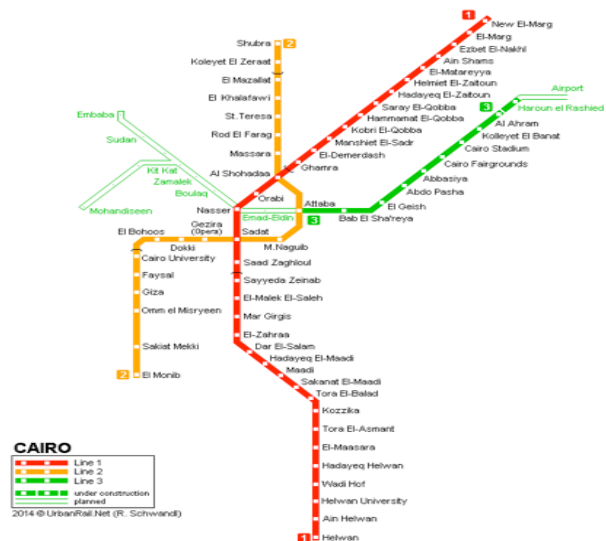 1
New El-Marg
El-Marg
Ezbet El-Nakhl
Ain Shams
El-Matareyya
Helmiet El-Zaitoun
Hadayeq El-Zaitoun
Saray El-Qobba
Hammamat El-Qobba
Kobri El-Qobba
Manshiet El-Sadr
El-Demerdash
Ghamra
Al Shohadaa
Orabi
Nasser
Sadat
Saad Zaghloul
Sayyeda Zeinab
El-Malek El-Saleh
Mar Girgis
El-Zahraa
Dar El-Salam
Hadayeq El-Maadi
Maadi
Sakanat El-Maadi
Tora El-Balad
Kozzika
Tora El-Asmant
El-Maasara
Hadayeq Helwan
Wadi Hof
Helwan University
Ain Helwan
1
Helwan
Shubra
2
Koleyet El Zeraat
El Mazallat
El Khalafawi
St.Teresa
Rod El Farag
Massara
Attaba
M.Naguib
Gezira
(Opera)
Dokki
El Bohoos
Cairo University
Faysal
Giza
Omm el Misryeen
Sakiat Mekki
2
El Monib
Airport
Haroun el Rashied
3
Al Ahram
Kolleyet El Banat
Cairo Stadium
Cairo Fairgrounds
Abbasiya
Abdo Pasha
El Geish
Bab El Sha'reya
3
Emad-Eldin
Embaba
Sudan
Kit-Kat
Zamalek
Boulaq
Mohandiseen
CAIRO
Line 1
Line 2
Line 3
under construction
planned
2014 @ UrbanRail.Net (R. Schwandl)